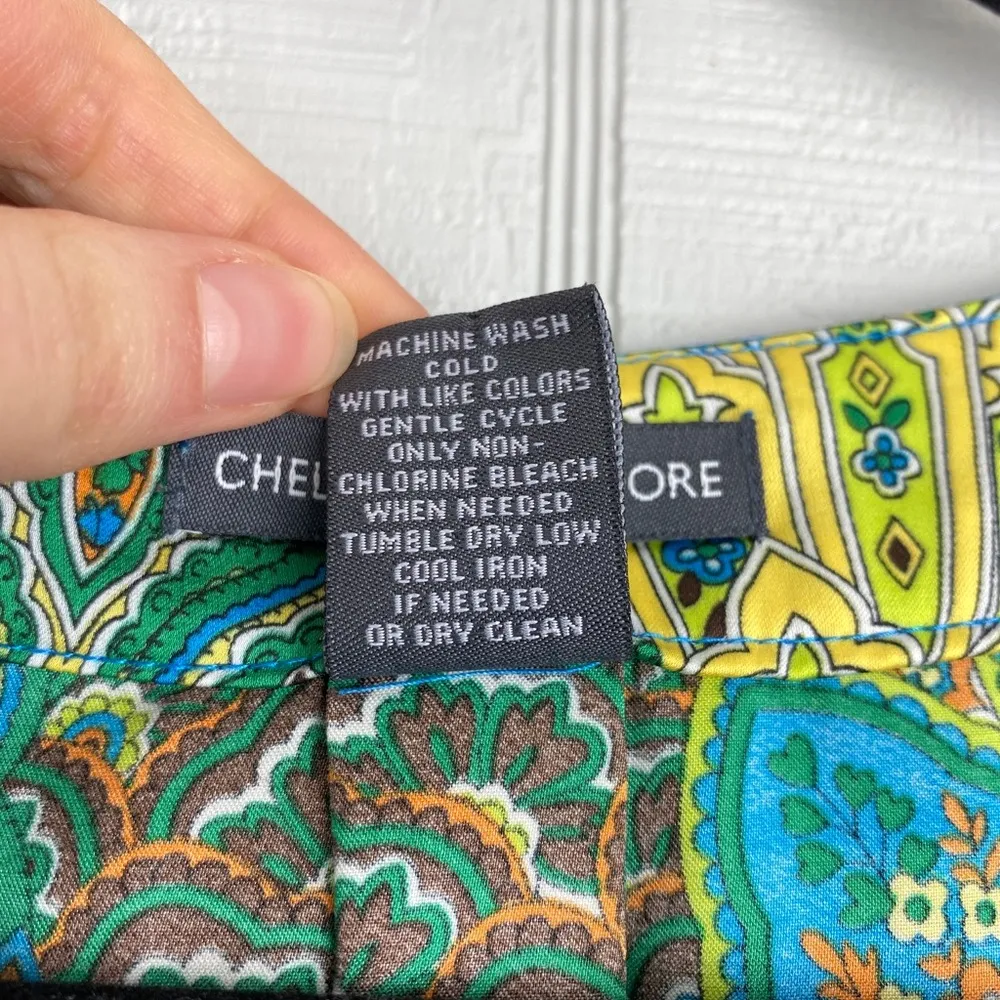 MACHINE WASH
COLD
WITH LIKE COLORS
GENTLE CYCLE
ONLY NON-
CHLORINE BLEACH
WHEN NEEDED
TUMBLE DRY LOW
COOL IRON
IF NEEDED
OR DRY CLEAN
CHEL ORE